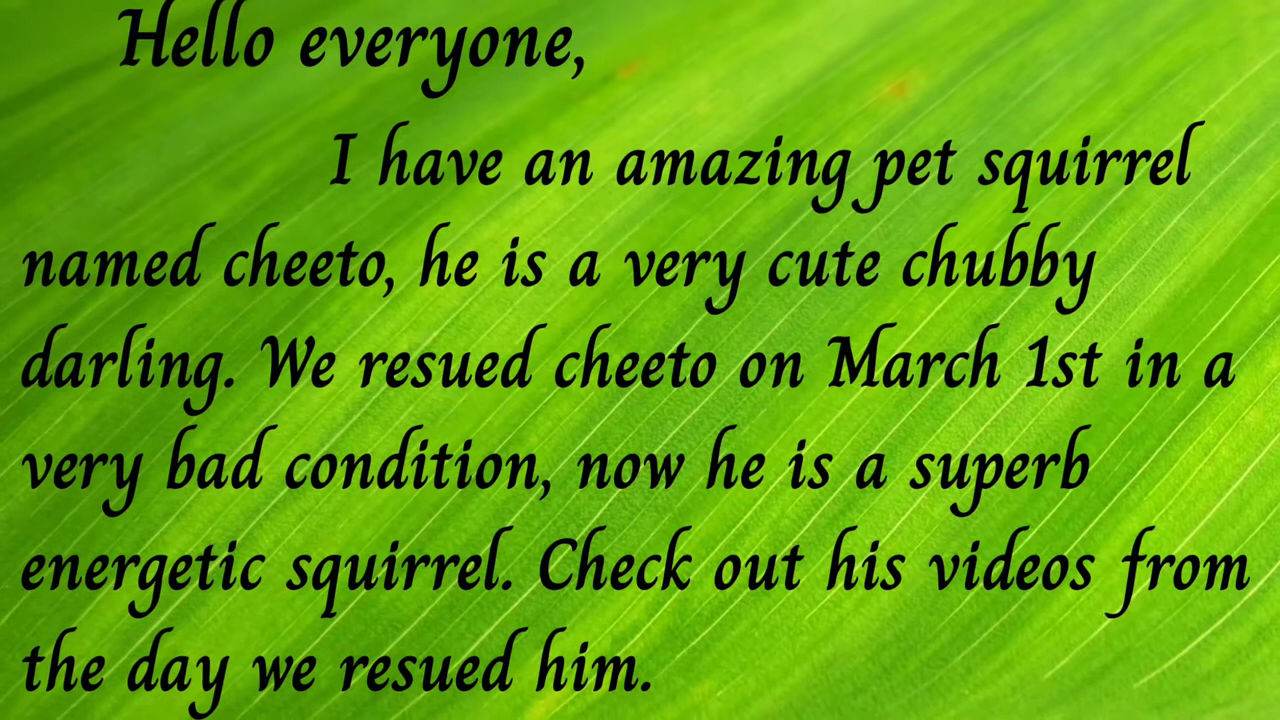 Hello everyone,
I have an amazing pet squirrel
named cheeto, he is a very cute chubby
darling. We resued cheeto on March 1st in a
very bad condition, now he is a superb
energetic squirrel. Check out his videos from
the day we resued him.